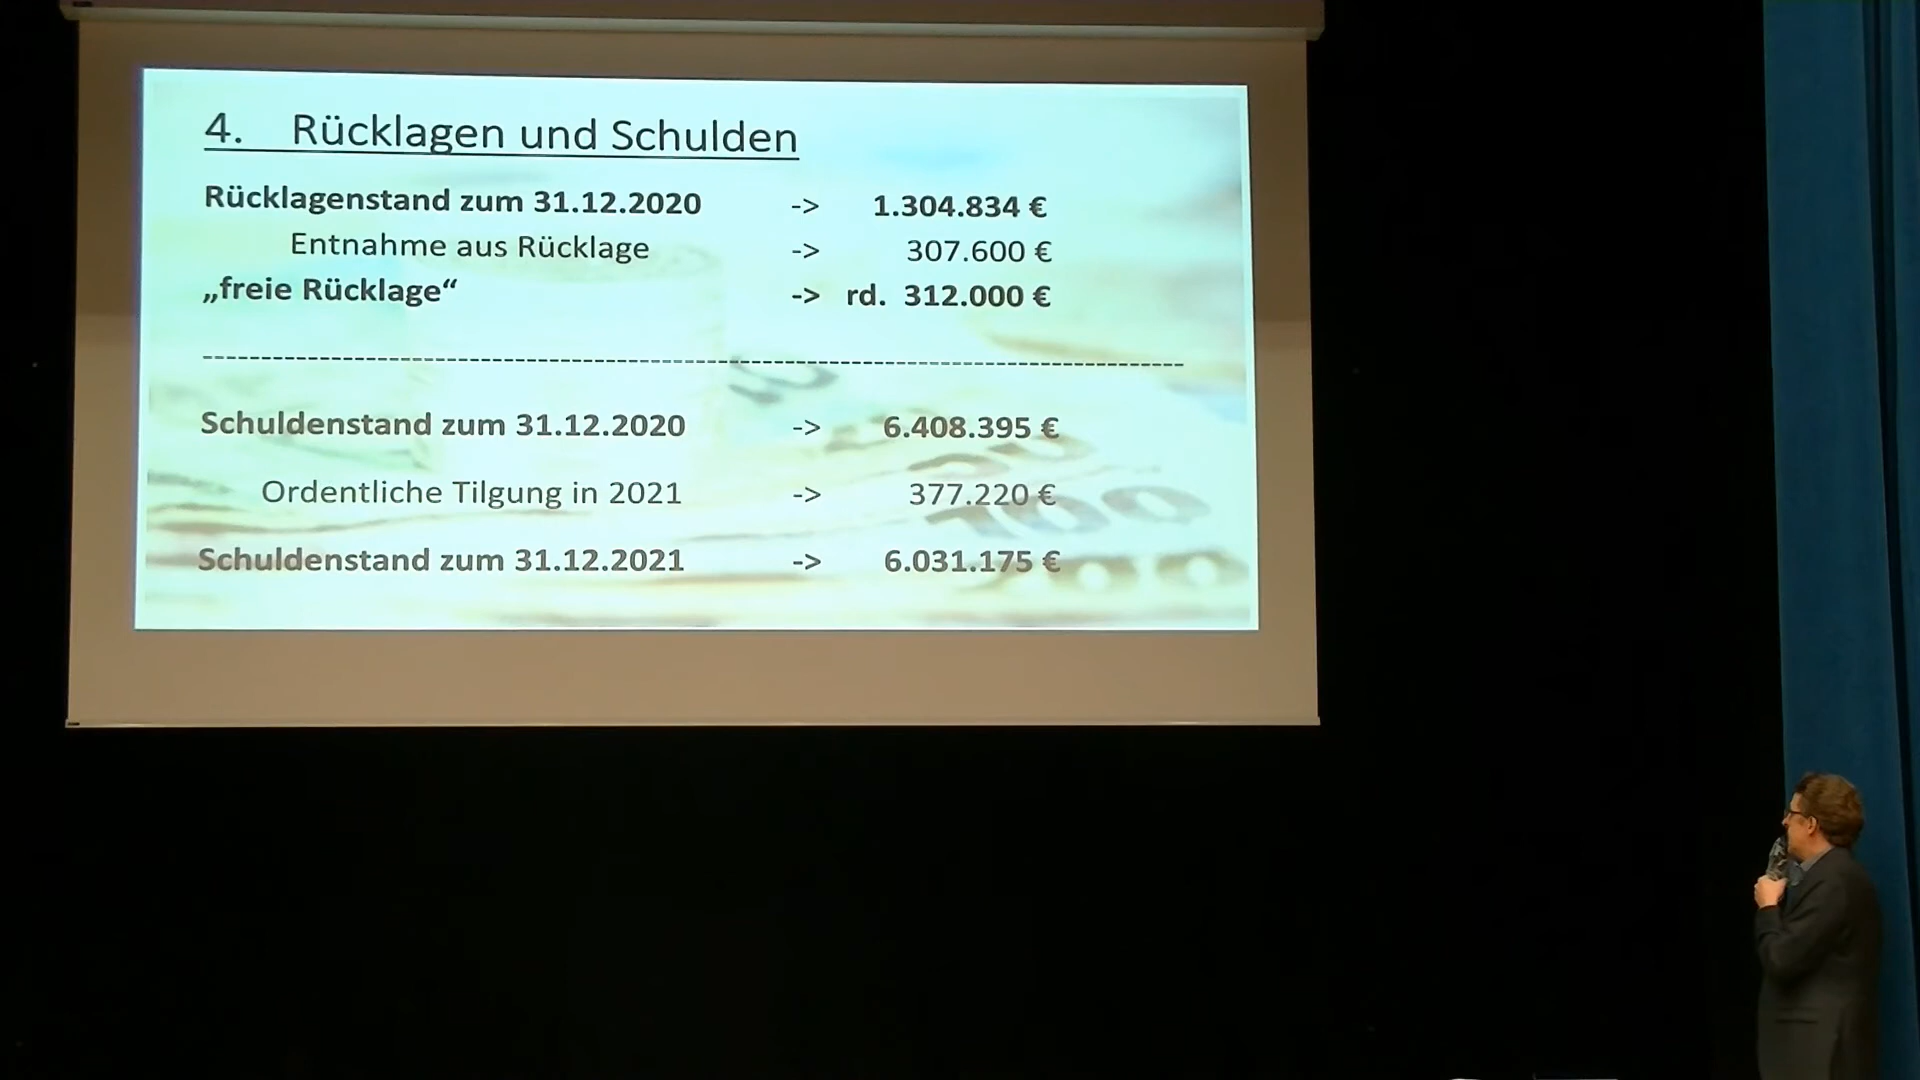 4. Rücklagen und Schulden
Rücklagenstand zum 31.12.2020 -> 1.304.834 €
Entnahme aus Rücklage -> 307.600 €
„freie Rücklage“ -> rd. 312.000 €
-----------------------------------------------------------------------------------
Schuldenstand zum 31.12.2020 -> 6.408.395 €
Ordentliche Tilgung in 2021 -> 377.220 €
Schuldenstand zum 31.12.2021 -> 6.031.175 €